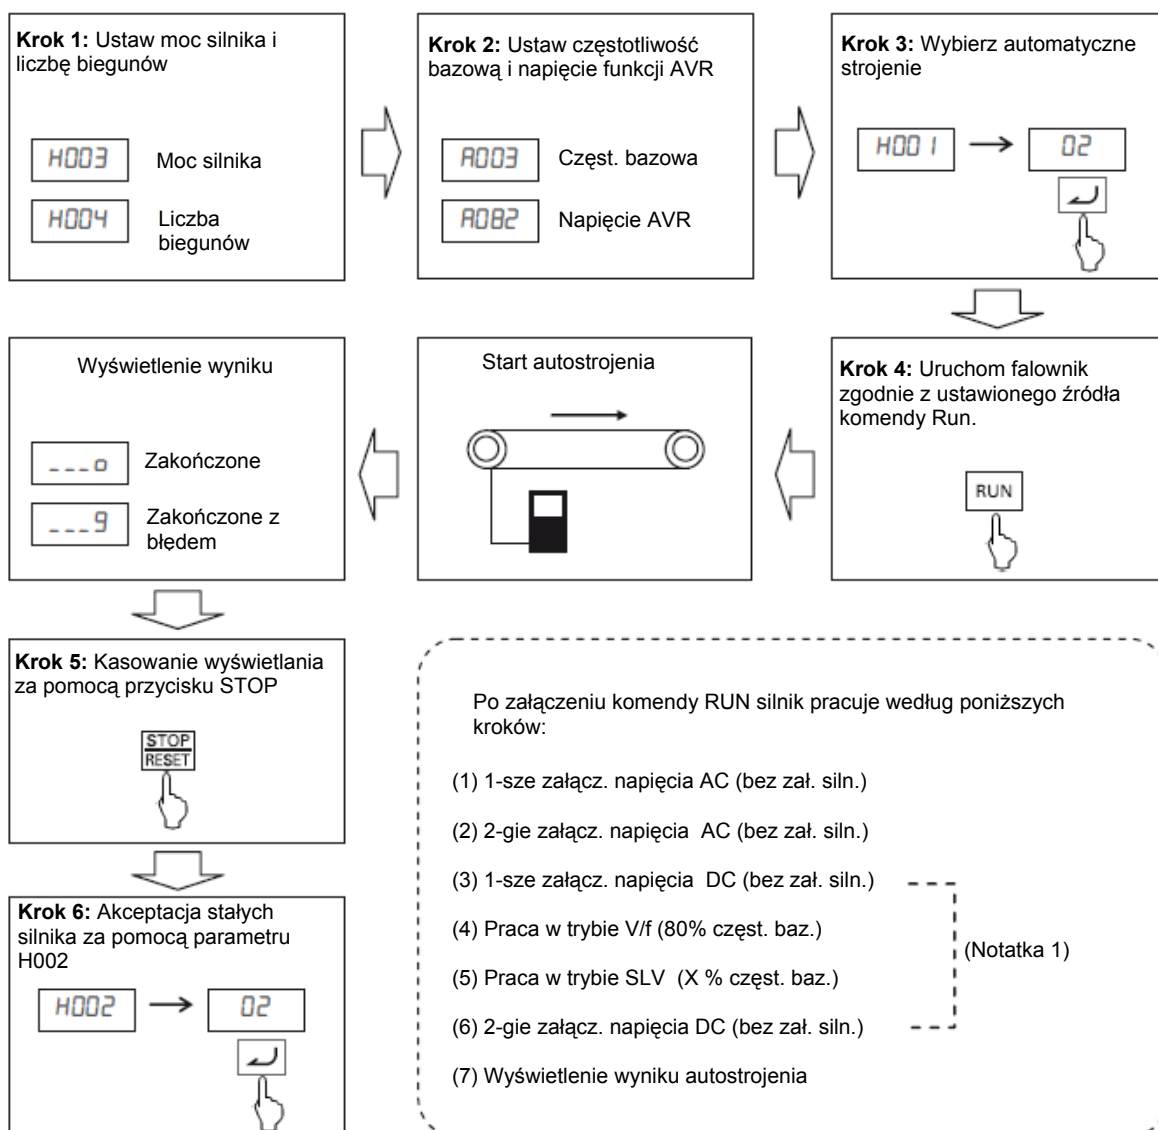 Krok 1: Ustaw moc silnika i
liczbę biegunów
H003
Moc silnika
H004
Liczba
biegunów
Krok 2: Ustaw częstotliwość
bazową i napięcie funkcji AVR
A003
Częst. bazowa
A082
Napięcie AVR
Krok 3: Wybierz automatyczne
strojenie
H001
02
Krok 4: Uruchom falownik
zgodnie z ustawionego źródła
komendy Run.
RUN
Start autostrojenia
Wyświetlenie wyniku
___o
Zakończone
___9
Zakończone z
błędem
Krok 5: Kasowanie wyświetlania
za pomocą przycisku STOP
STOP
RESET
Krok 6: Akceptacja stałych
silnika za pomocą parametru
H002
H002
02
Po załączeniu komendy RUN silnik pracuje według poniższych
kroków:
(1) 1-sze załącz. napięcia AC (bez zał. siln.)
(2) 2-gie załącz. napięcia AC (bez zał. siln.)
(3) 1-sze załącz. napięcia DC (bez zał. siln.)
(4) Praca w trybie V/f (80% częst. baz.)
(5) Praca w trybie SLV (X % częst. baz.)
(6) 2-gie załącz. napięcia DC (bez zał. siln.)
(7) Wyświetlenie wyniku autostrojenia
(Notatka 1)